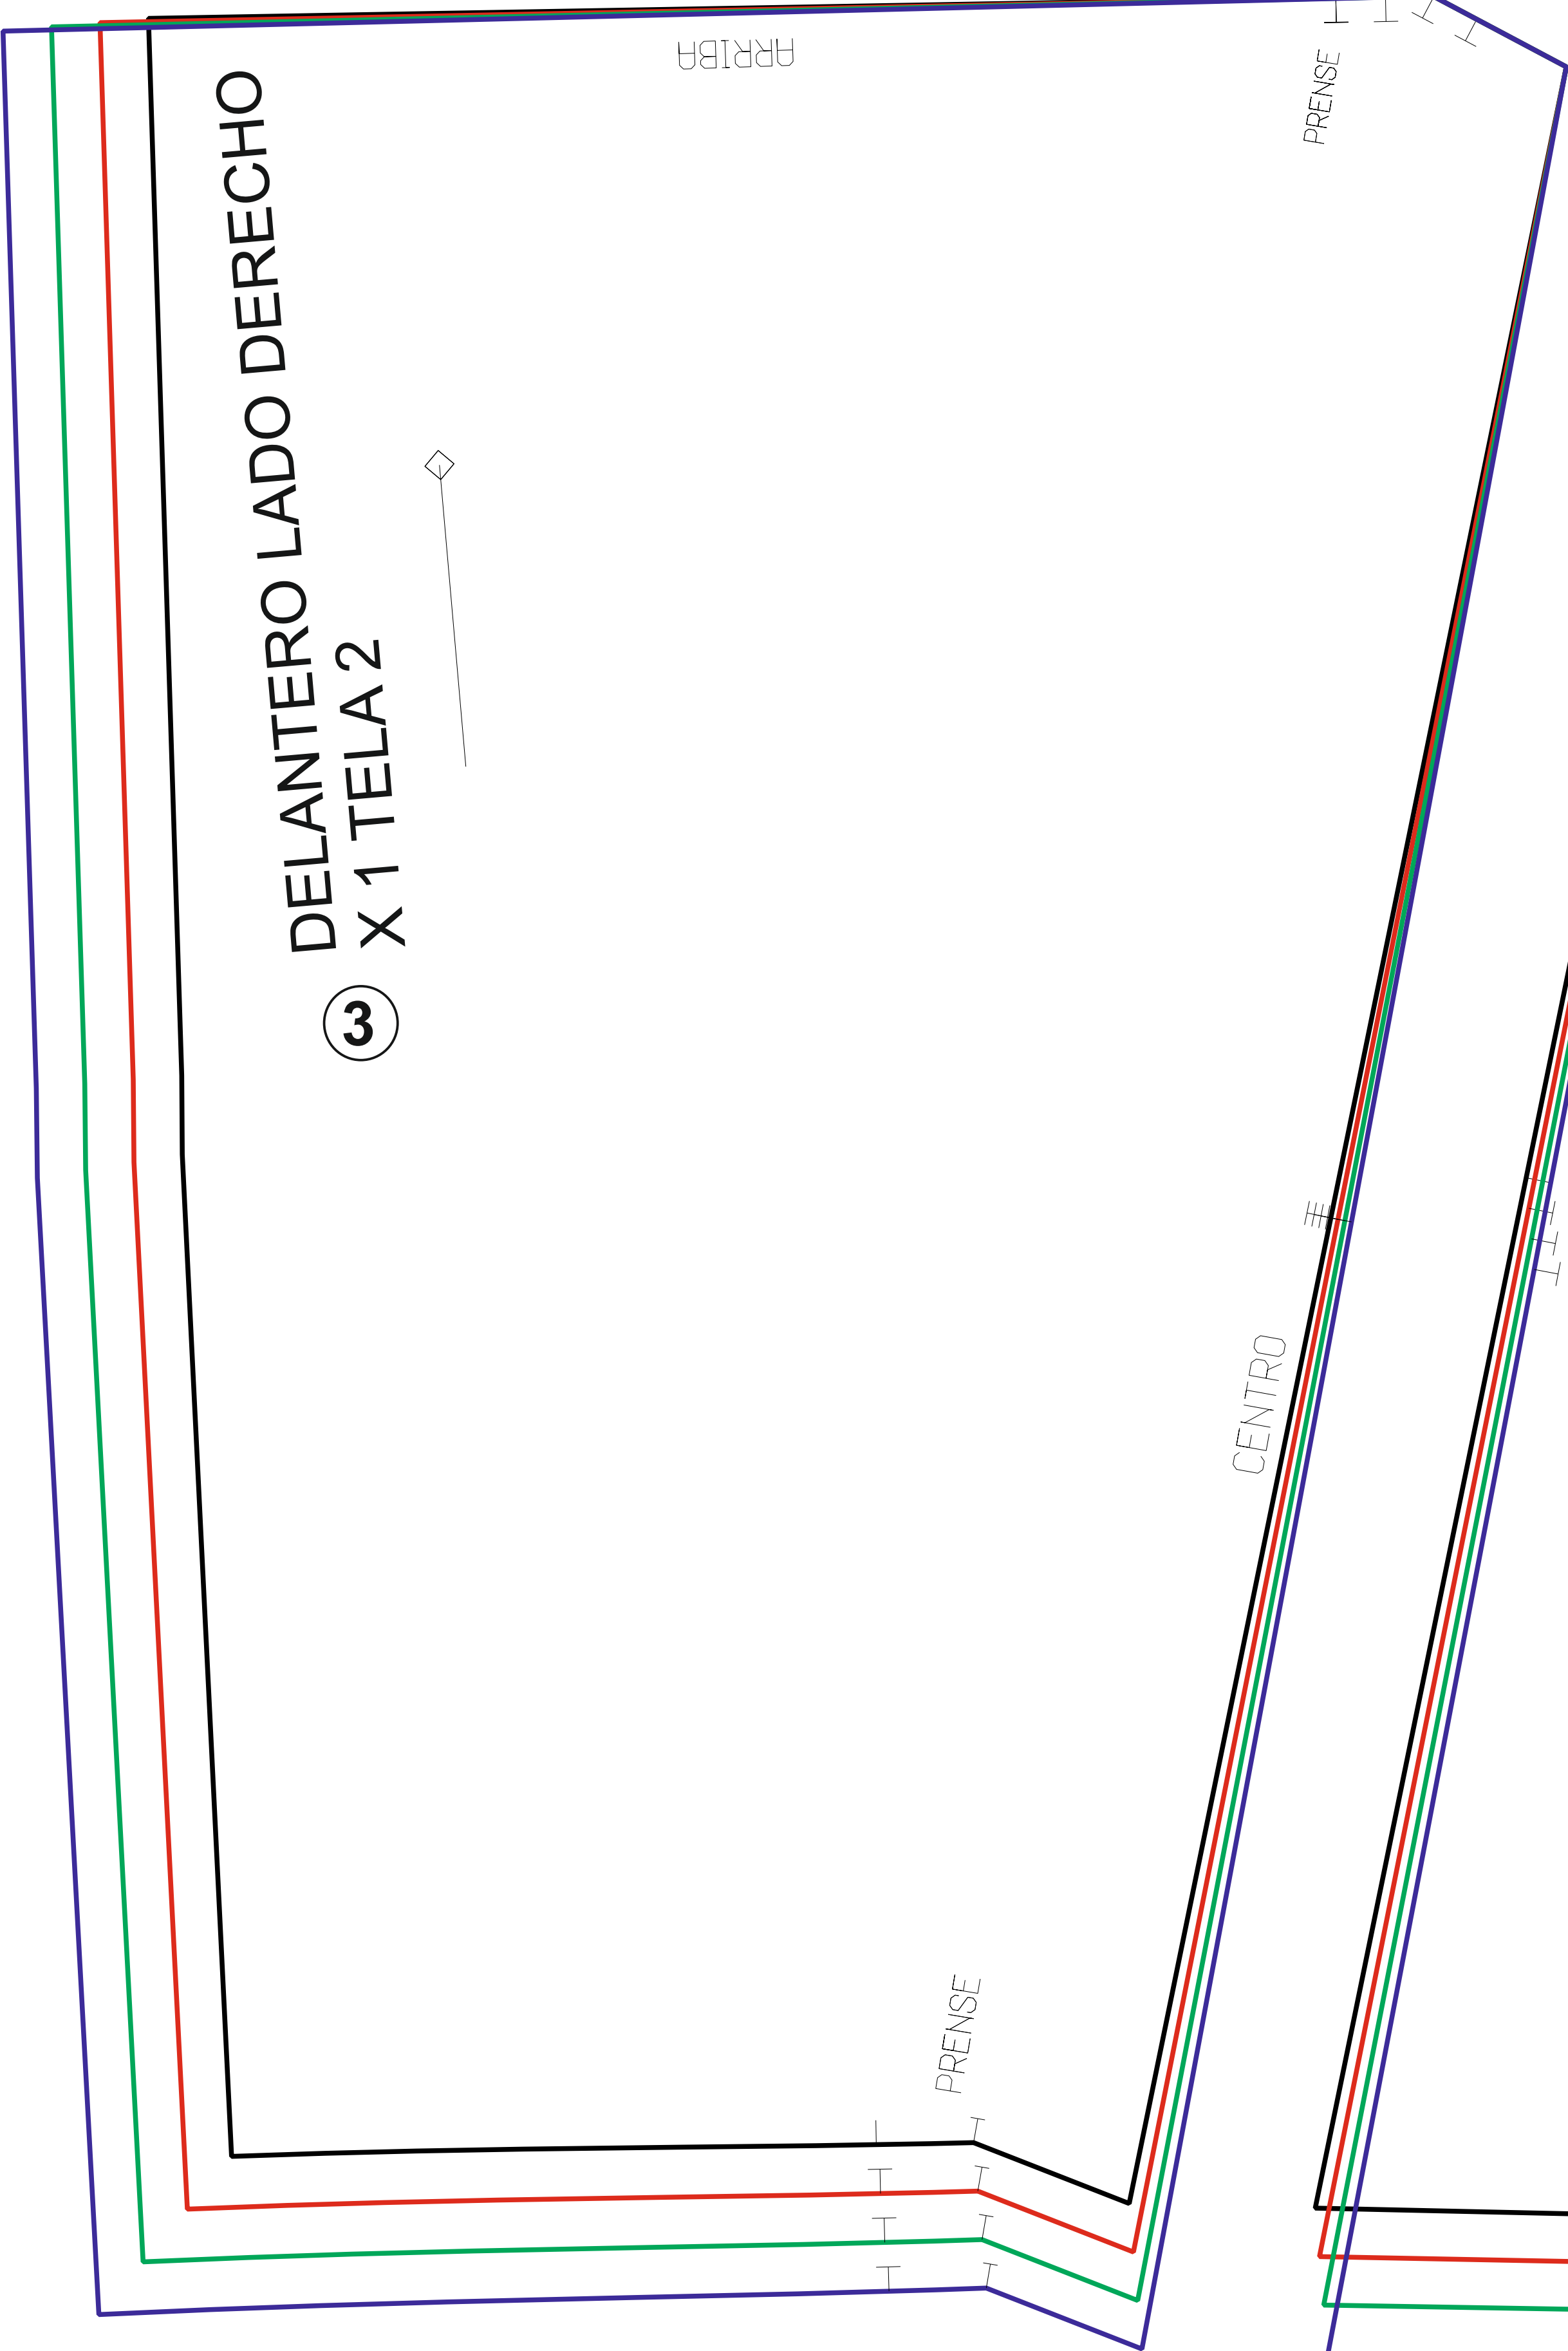 ARRIBA
PRENSE
DELANTERO LADO DERECHO
X 1 TELA 2
3
CENTRO
PRENSE